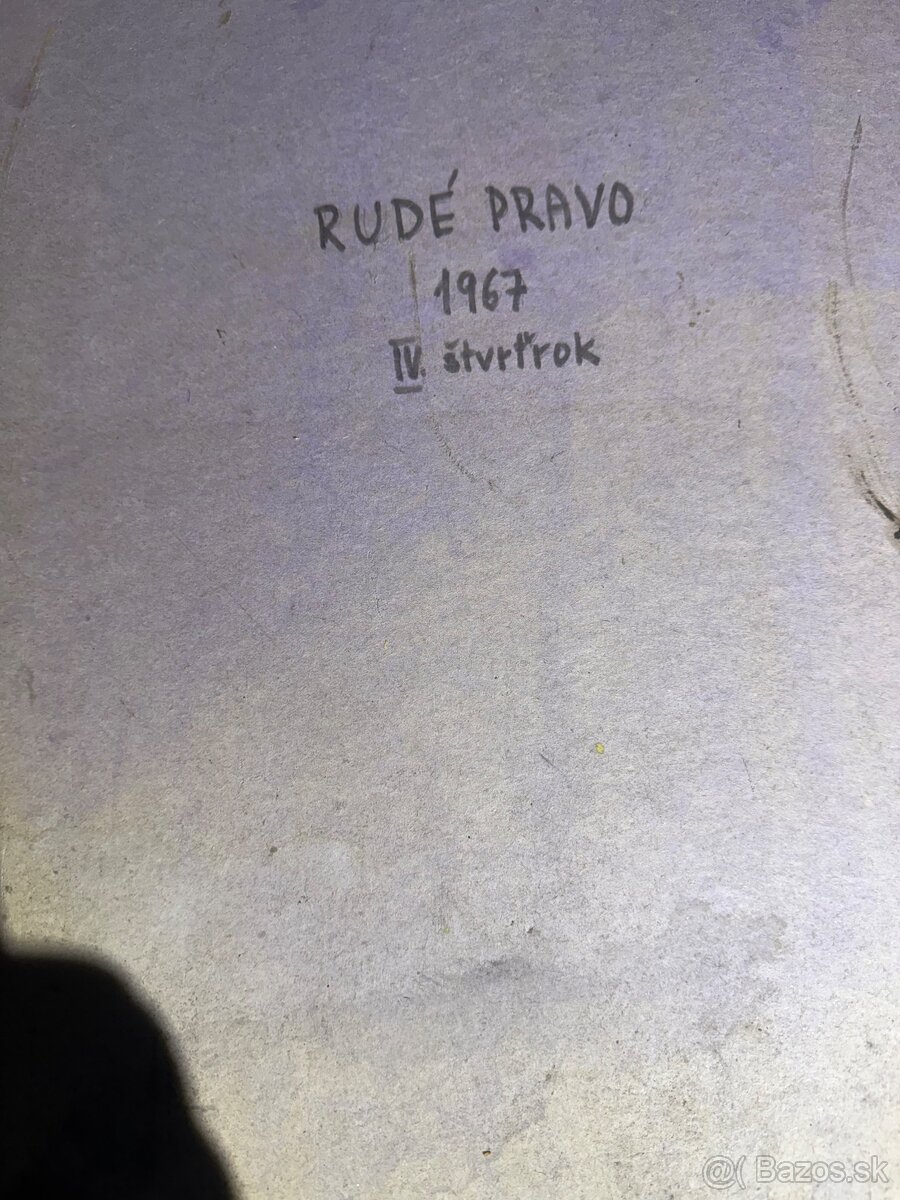 RUDÉ PRAVO
1967
IV. štvrťrok
@( Bazos.sk